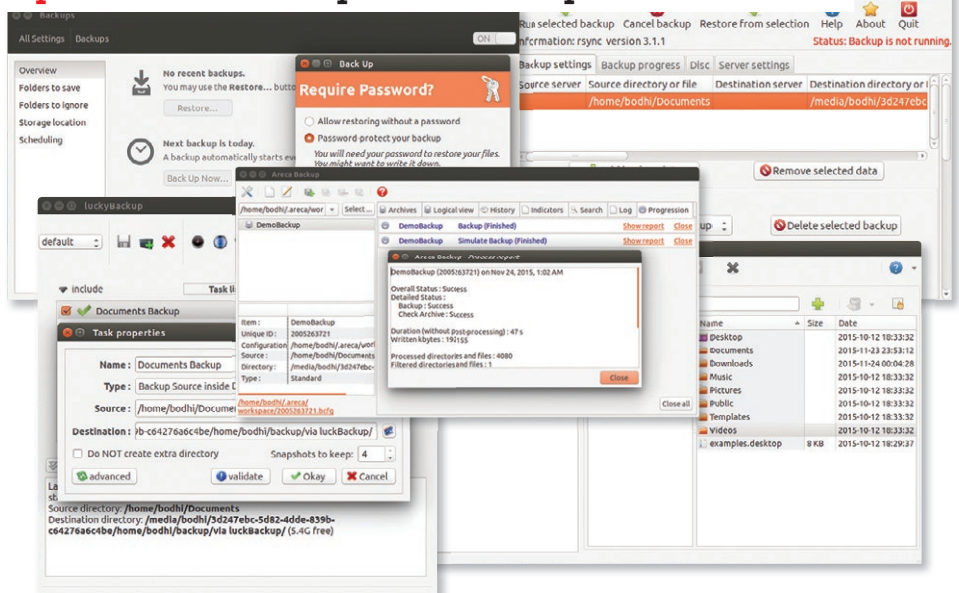 Backups
All Settings Backups
ON
Overview
Folders to save
Folders to ignore
Storage location
Scheduling
No recent backups.
You may use the Restore...
Restore...
Next backup is today.
A backup automatically starts
Back Up Now...
Back Up
Require Password?
Allow restoring without a password
Password-protect your backup
You will need your password to restore your files.
You might want to write it down.
Run selected backup Cancel backup Restore from selection Help About Quit
Information: rsync version 3.1.1
Status: Backup is not running.
Backup settings Backup progress Disc Server settings
Source server Source directory or file Destination server Destination directory or
/home/bodhi/Documents /media/bodhi/3d247ebc
Remove selected data
Delete selected backup
luckyBackup
default
include
Documents Backup
Task properties
Name: Documents Backup
Type: Backup Source inside
Source: /home/bodhi/
Destination: b-c64276a6c4be/home/bodhi/backup/via luckBackup/
Do NOT create extra directory Snapshots to keep: 4
advanced validate Okay Cancel
Source directory: /home/bodhi/Documents
Destination directory: /media/bodhi/3d247ebc-5d82-4dde-839b-
c64276a6c4be/home/bodhi/backup/via luckBackup/ (5.4G free)
Areca Backup
/home/bodhi/.areca/wor Select...
DemoBackup
Archives Logical view History Indicators Search Log Progression
DemoBackup Backup (Finished) Show report Close
DemoBackup Simulate Backup (Finished) Show report Close
Areca Backup - Process report
DemoBackup (2005263721) on Nov 24, 2015, 1:02 AM
Overall Status : Success
Detailed Status :
Backup : Success
Check Archive : Success
Duration (without post-processing) : 47 s
Written kbytes : 197155
Processed directories and files : 4080
Filtered directories and files : 1
Close
Item : DemoBackup
Unique ID : 2005263721
Configuration /home/bodhi/.areca/worl
Source : /home/bodhi/Documents
Directory: /media/bodhi/3d247ebc-
Type : Standard
/home/bodhi/.areca/
workspace/2005263721.bcfg
Close all
Name Size Date
Desktop 2015-10-12 18:33:32
Documents 2015-11-23 23:53:12
Downloads 2015-11-24 00:04:28
Music 2015-10-12 18:33:32
Pictures 2015-10-12 18:33:32
Public 2015-10-12 18:33:32
Templates 2015-10-12 18:33:32
Videos 2015-10-12 18:33:32
examples.desktop 8 KB 2015-10-12 18:29:37